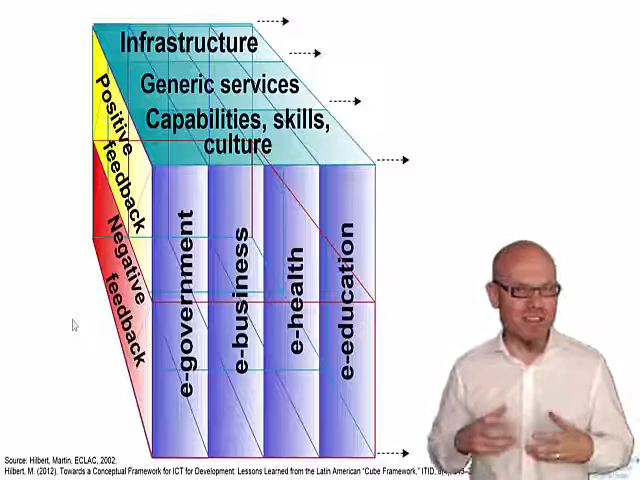 Infrastructure
Generic services
Capabilities, skills,
culture
Positive
feedback
Negative
feedback
e-government
e-business
e-health
e-education
Source: Hilbert, Martin, ECLAC, 2002;
Hilbert, M. (2012). Towards a Conceptual Framework for ICT for Development: Lessons Learned from the Latin American “Cube Framework.” ITID,